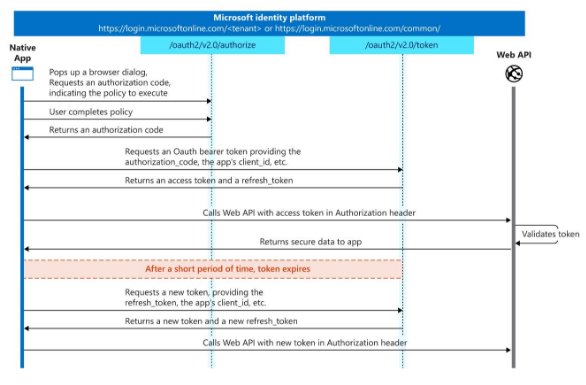 Microsoft identity platform
https://login.microsoftonline.com/<tenant> or https://login.microsoftonline.com/common/
/oauth2/v2.0/authorize
/oauth2/v2.0/token
Native
App
Web API
Pops up a browser dialog,
Requests an authorization code,
indicating the policy to execute
User completes policy
Returns an authorization code
Requests an Oauth bearer token providing the
authorization_code, the app's client_id, etc.
Returns an access token and a refresh_token
Calls Web API with access token in Authorization header
Validates token
Returns secure data to app
After a short period of time, token expires
Requests a new token, providing the
refresh_token, the app's client_id, etc.
Returns a new token and a new refresh_token
Calls Web API with new token in Authorization header